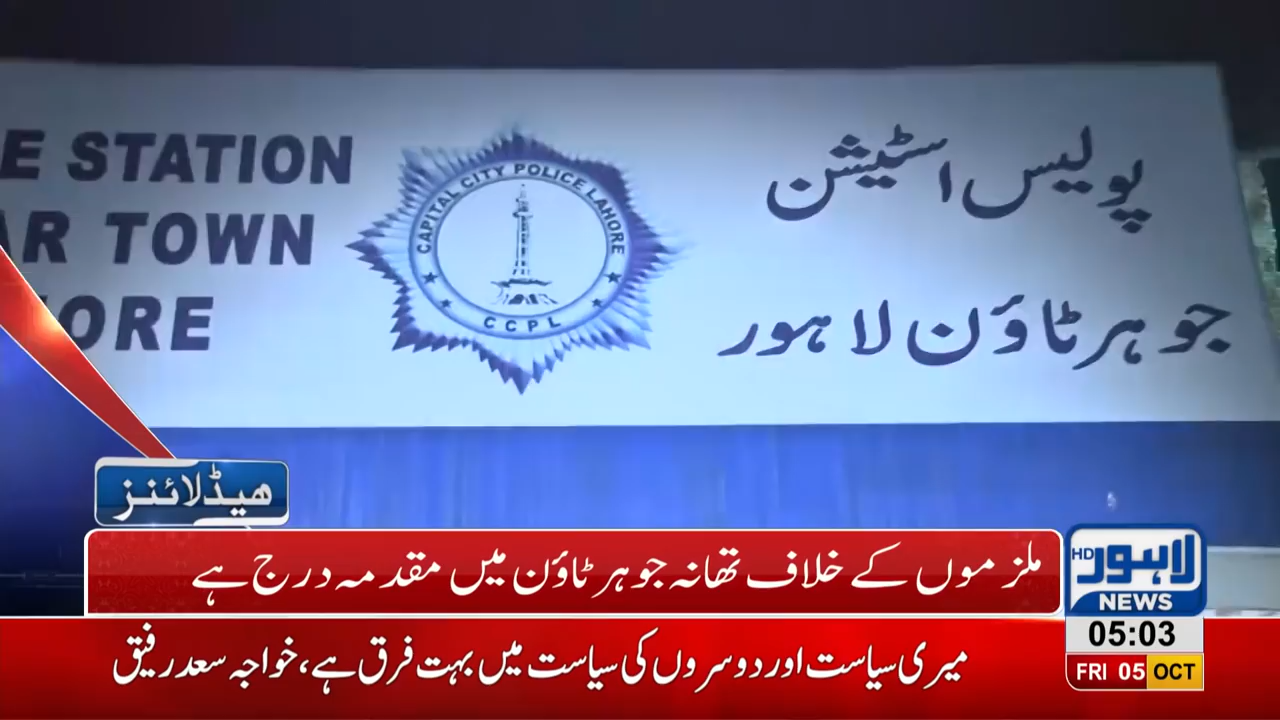 E STATION
AR TOWN
ORE
CAPITAL CITY POLICE LAHORE
CCPL
پولیس اسٹیشن
جوہر ٹاؤن لاہور
ھیڈلائنز
ملزموں کے خلاف تھانہ جوہر ٹاؤن میں مقدمہ درج ہے
میری سیاست اور دوسروں کی سیاست میں بہت فرق ہے، خواجہ سعد رفیق
HD لاہور
NEWS
05:03
FRI 05 OCT